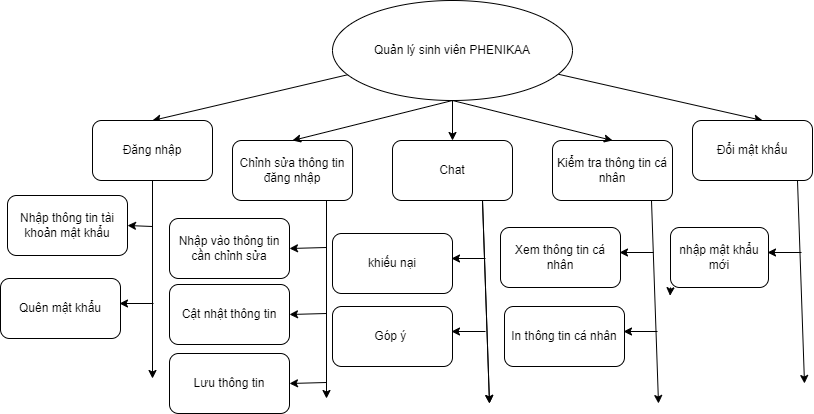 Quản lý sinh viên PHENIKAA
Đăng nhập
Chỉnh sửa thông tin
đăng nhập
Chat
Kiểm tra thông tin cá
nhân
Đổi mật khẩu
Nhập thông tin tài
khoản mật khẩu
Quên mật khẩu
Nhập vào thông tin
cần chỉnh sửa
Cật nhật thông tin
Lưu thông tin
khiếu nại
Góp ý
Xem thông tin cá
nhân
In thông tin cá nhân
nhập mật khẩu
mới